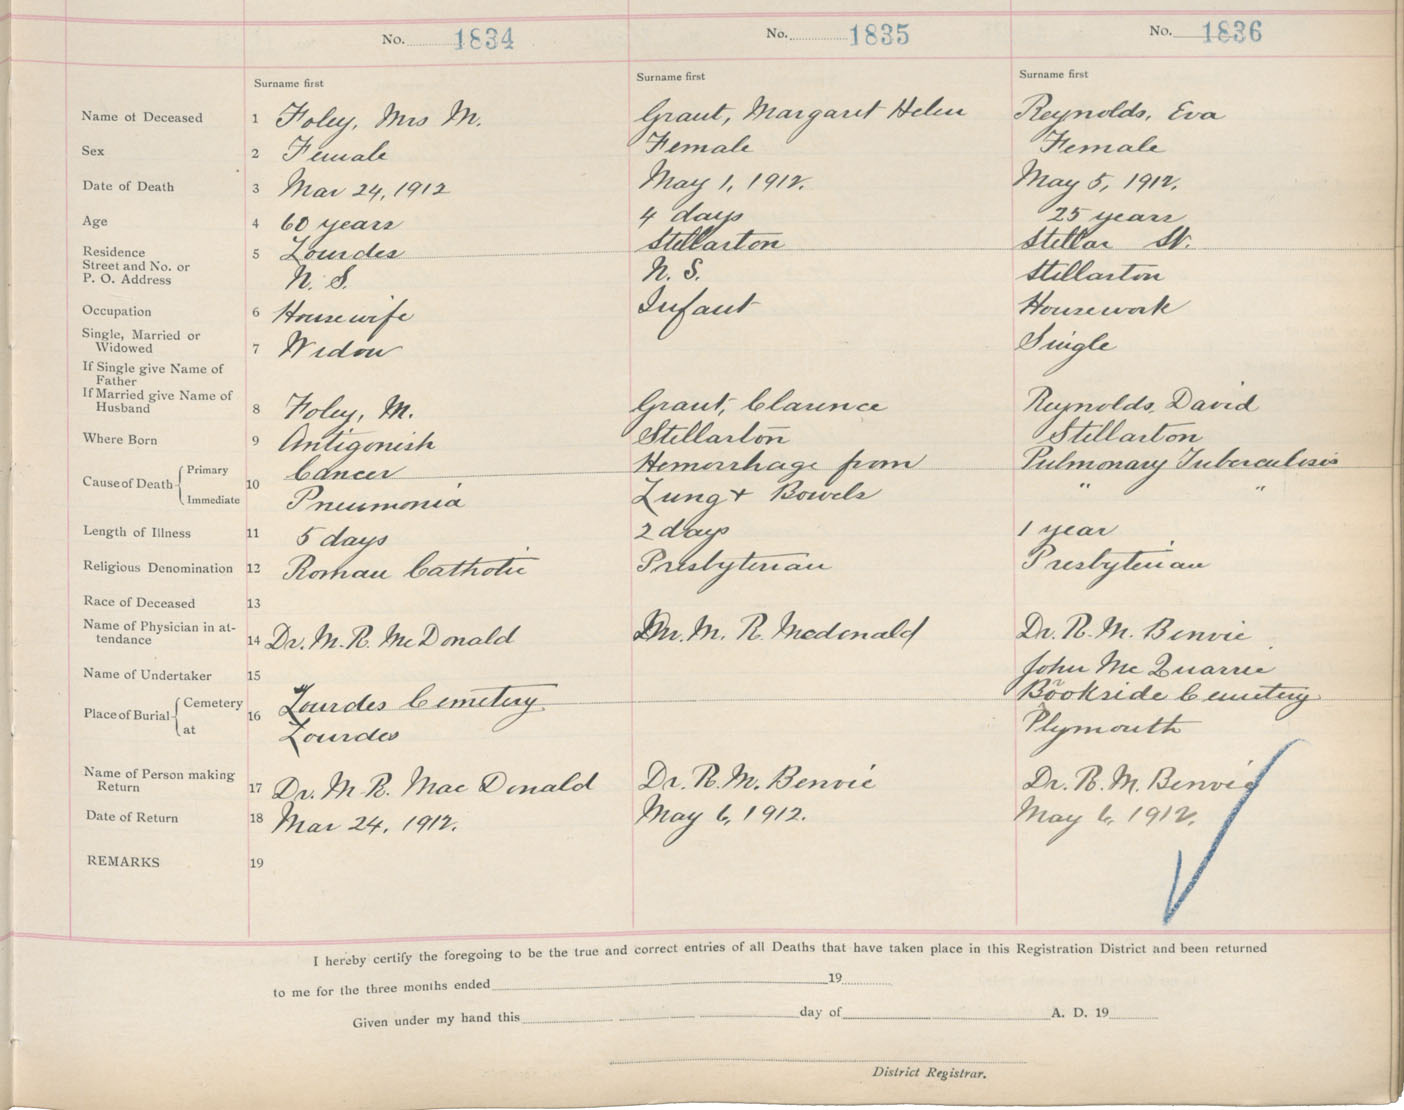 No. 1834 No. 1835 No. 1836
Surname first Surname first Surname first
Name of Deceased 1 Foley, Mrs M. Grant, Margaret Helen Reynolds, Eva
Sex 2 Female Female Female
Date of Death 3 Mar 24, 1912 May 1, 1912. May 5, 1912.
Age 4 60 years 4 days 25 years
Residence 5 Lourdes Stellarton Stellar St.
Street and No. or
P. O. Address N. S. N. S. Stellarton
Occupation 6 Housewife Infant Housework
Single, Married or
Widowed 7 Widow Single
If Single give Name of
Father
If Married give Name of
Husband 8 Foley, M. Grant, Clarence Reynolds, David
Where Born 9 Antigonish Stellarton Stellarton
Cause of Death Primary Cancer Hemorrhage from Pulmonary Tuberculosis
Immediate 10 Pneumonia Lung + Bowels " "
Length of Illness 11 5 days 2 days 1 year
Religious Denomination 12 Roman Catholic Presbyterian Presbyterian
Race of Deceased 13
Name of Physician in at-
tendance 14 Dr. M. R. McDonald Dr. M. R. Mcdonald Dr. R. M. Benvie
Name of Undertaker 15 John McQuarrie
Place of Burial Cemetery 16 Lourdes Cemetery Brookside Cemetery
at Lourdes Plymouth
Name of Person making
Return 17 Dr. M. R. MacDonald Dr. R. M. Benvie Dr. R. M. Benvie
Date of Return 18 Mar 24, 1912. May 6, 1912. May 6, 1912.
REMARKS 19
I hereby certify the foregoing to be the true and correct entries of all Deaths that have taken place in this Registration District and been returned
to me for the three months ended 19
Given under my hand this day of A. D. 19
District Registrar.